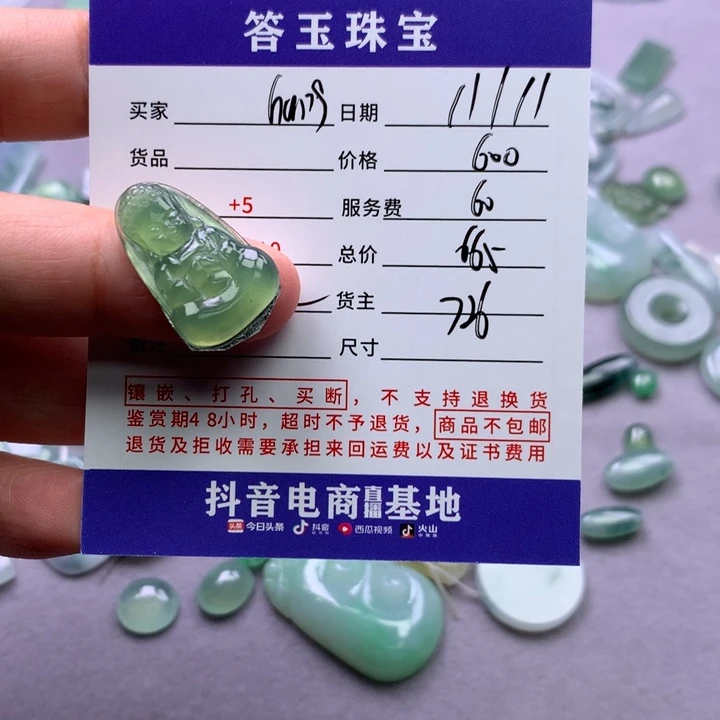 答玉珠宝
买家 hang 日期 11/11
货品 价格 600
+5 服务费 60
总价 665
货主 726
尺寸
镶嵌、打孔、买断，不支持退换货
鉴赏期48小时，超时不予退货，商品不包邮
退货及拒收需要承担来回运费以及证书费用
抖音电商直播基地
头条 今日头条 抖音 西瓜视频 火山